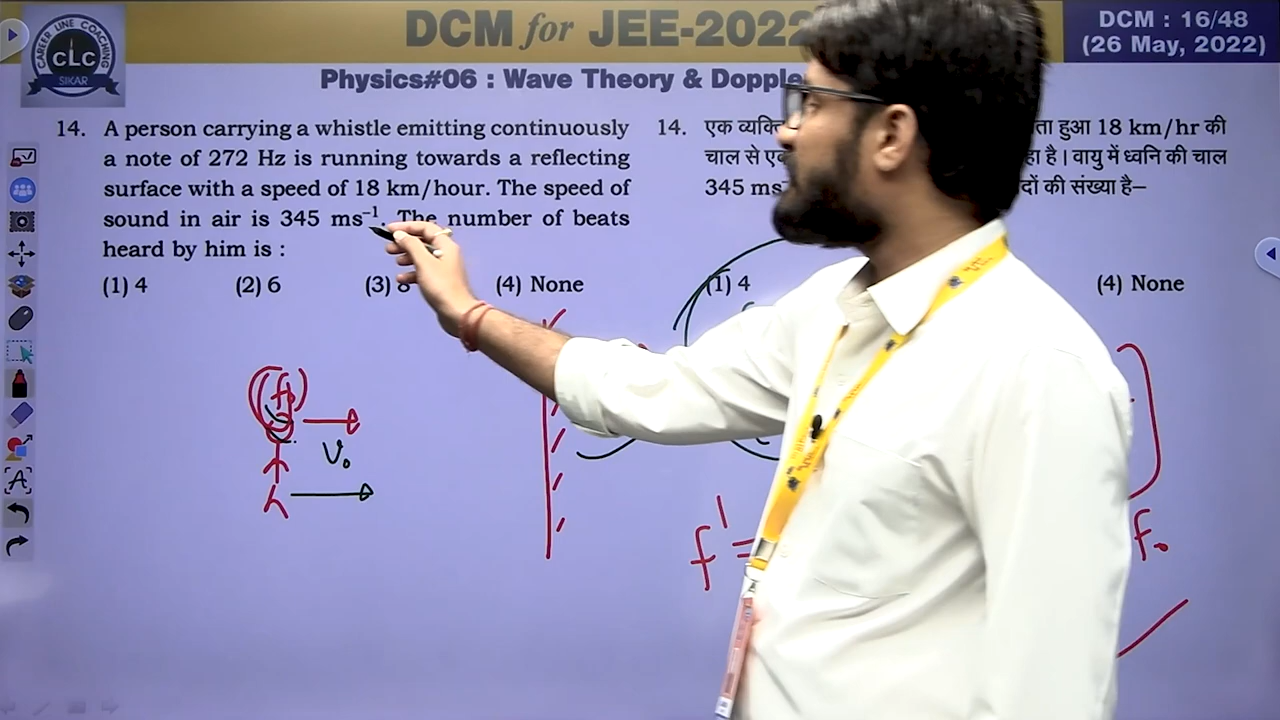 DCM for JEE-2022
DCM : 16/48
(26 May, 2022)
CAREER LINE COACHING
CLC
SIKAR
Physics#06 : Wave Theory & Dopple
14. A person carrying a whistle emitting continuously
a note of 272 Hz is running towards a reflecting
surface with a speed of 18 km/hour. The speed of
sound in air is 345 ms⁻¹. The number of beats
heard by him is :
(1) 4 (2) 6 (3) (4) None
14. एक व्यक्ति ता हुआ 18 km/hr की
चाल से एक हा है। वायु में ध्वनि की चाल
345 ms दों की संख्या है–
(1) 4 (4) None
f₀
V₀
f' =
f₀